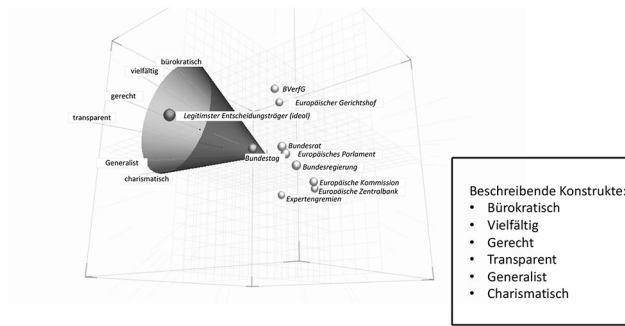 bürokratisch
vielfältig
gerecht
transparent
Legitimster Entscheidungsträger (ideal)
Generalist
charismatisch
BVerfG
Europäischer Gerichtshof
Bundestag
Bundesrat
Europäisches Parlament
Bundesregierung
Europäische Kommission
Europäische Zentralbank
Expertengremien
Beschreibende Konstrukte:
• Bürokratisch
• Vielfältig
• Gerecht
• Transparent
• Generalist
• Charismatisch